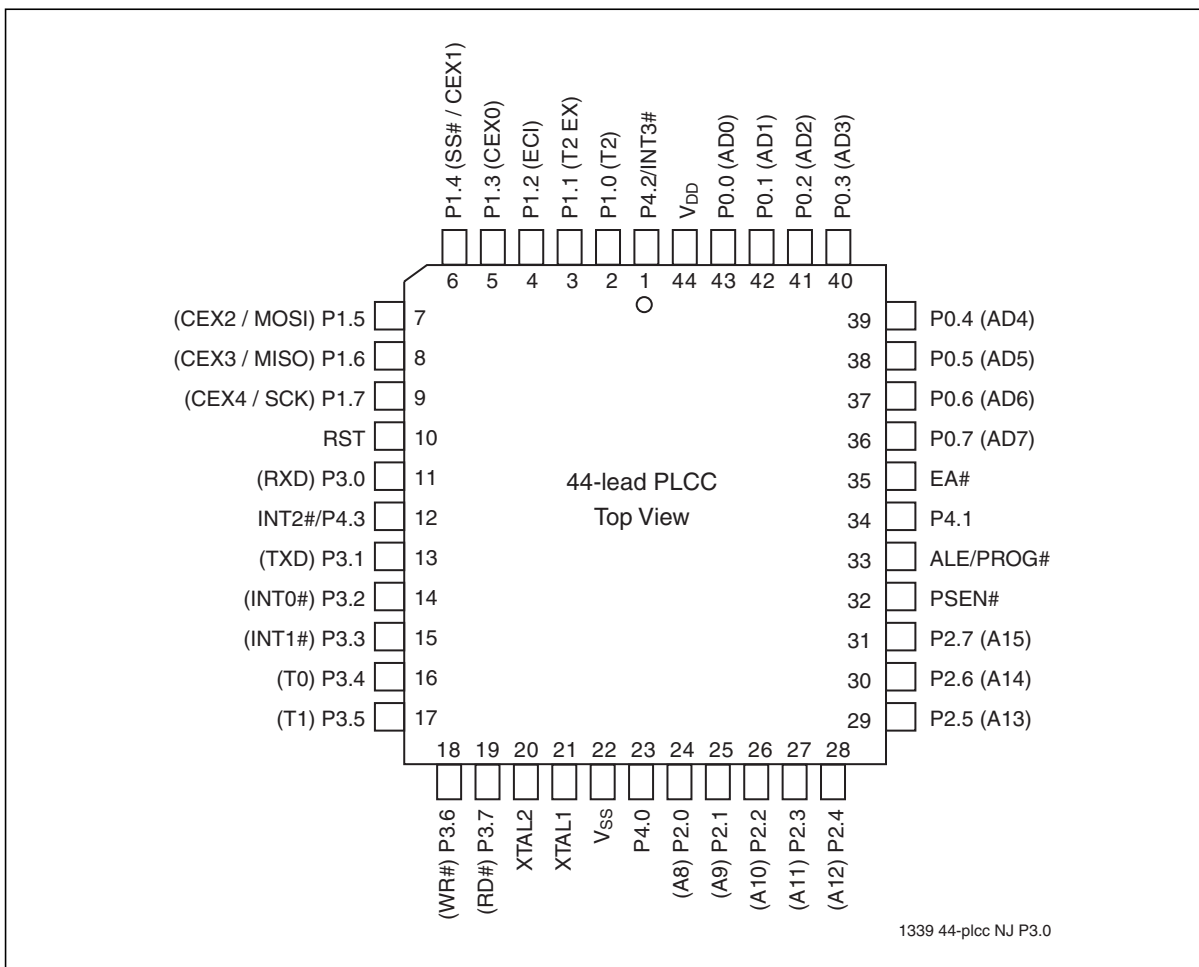 P1.4 (SS# / CEX1)
P1.3 (CEX0)
P1.2 (ECI)
P1.1 (T2 EX)
P1.0 (T2)
P4.2/INT3#
VDD
P0.0 (AD0)
P0.1 (AD1)
P0.2 (AD2)
P0.3 (AD3)
6 5 4 3 2 1 44 43 42 41 40
(CEX2 / MOSI) P1.5 7
(CEX3 / MISO) P1.6 8
(CEX4 / SCK) P1.7 9
RST 10
(RXD) P3.0 11
INT2#/P4.3 12
(TXD) P3.1 13
(INT0#) P3.2 14
(INT1#) P3.3 15
(T0) P3.4 16
(T1) P3.5 17
44-lead PLCC
Top View
39 P0.4 (AD4)
38 P0.5 (AD5)
37 P0.6 (AD6)
36 P0.7 (AD7)
35 EA#
34 P4.1
33 ALE/PROG#
32 PSEN#
31 P2.7 (A15)
30 P2.6 (A14)
29 P2.5 (A13)
18 19 20 21 22 23 24 25 26 27 28
(WR#) P3.6
(RD#) P3.7
XTAL2
XTAL1
VSS
P4.0
(A8) P2.0
(A9) P2.1
(A10) P2.2
(A11) P2.3
(A12) P2.4
1339 44-plcc NJ P3.0